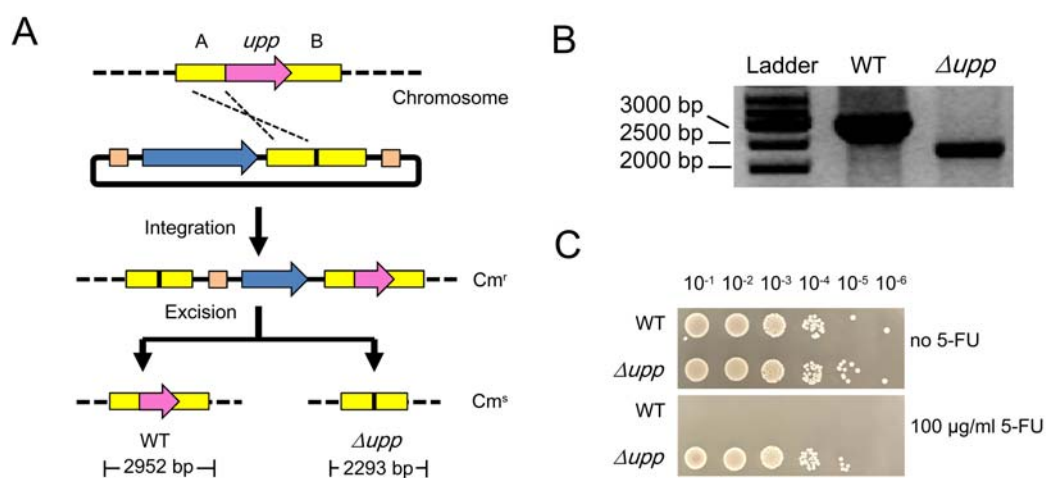 A
A upp B
Chromosome
Integration
Cmʳ
Excision
Cmˢ
WT
Δupp
2952 bp
2293 bp
B
Ladder WT Δupp
3000 bp
2500 bp
2000 bp
C
10⁻¹ 10⁻² 10⁻³ 10⁻⁴ 10⁻⁵ 10⁻⁶
WT
no 5-FU
Δupp
WT
100 µg/ml 5-FU
Δupp